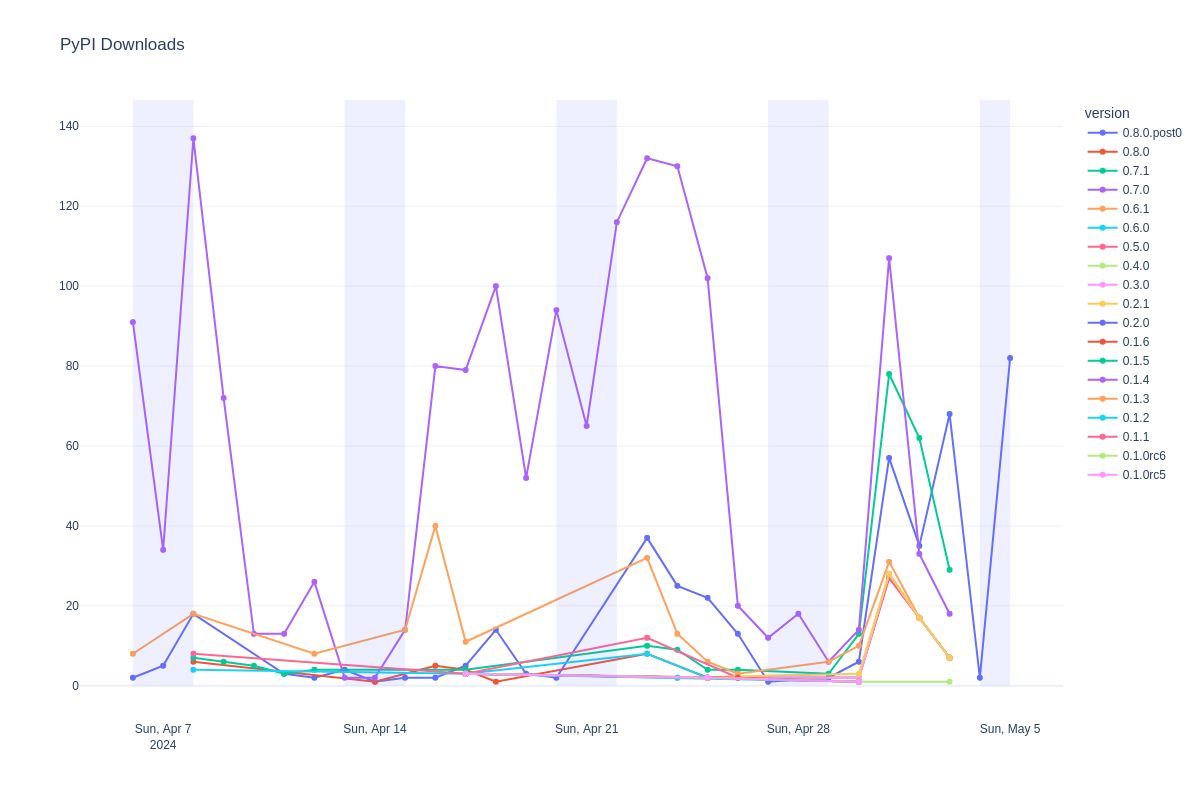 PyPI Downloads
140
120
100
80
60
40
20
0
Sun, Apr 7
2024
Sun, Apr 14
Sun, Apr 21
Sun, Apr 28
Sun, May 5
version
0.8.0.post0
0.8.0
0.7.1
0.7.0
0.6.1
0.6.0
0.5.0
0.4.0
0.3.0
0.2.1
0.2.0
0.1.6
0.1.5
0.1.4
0.1.3
0.1.2
0.1.1
0.1.0rc6
0.1.0rc5